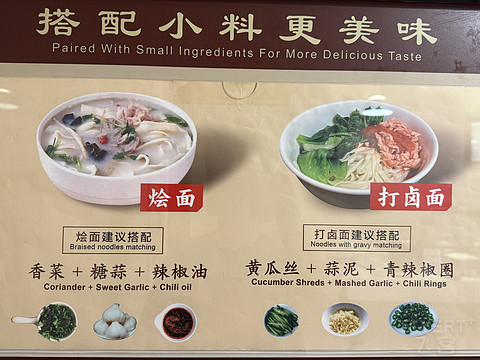 搭配小料更美味
Paired With Small Ingredients For More Delicious Taste
烩面
打卤面
烩面建议搭配
Braised noodles matching
打卤面建议搭配
Noodles with gravy matching
香菜 + 糖蒜 + 辣椒油
Coriander + Sweet Garlic + Chili oil
黄瓜丝 + 蒜泥 + 青辣椒圈
Cucumber Shreds + Mashed Garlic + Chili Rings